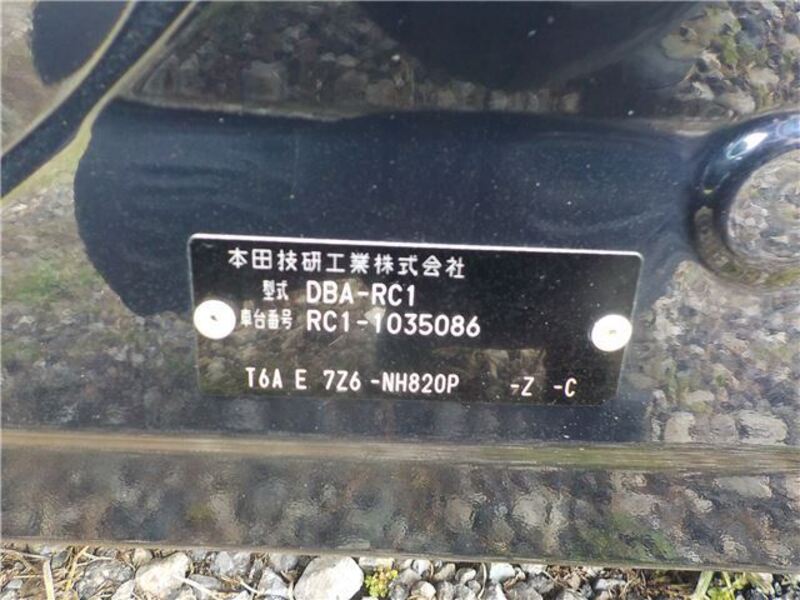 本田技研工業株式会社
型式 DBA-RC1
車台番号 RC1-1035086
T6A E 7Z6 -NH820P -Z -C